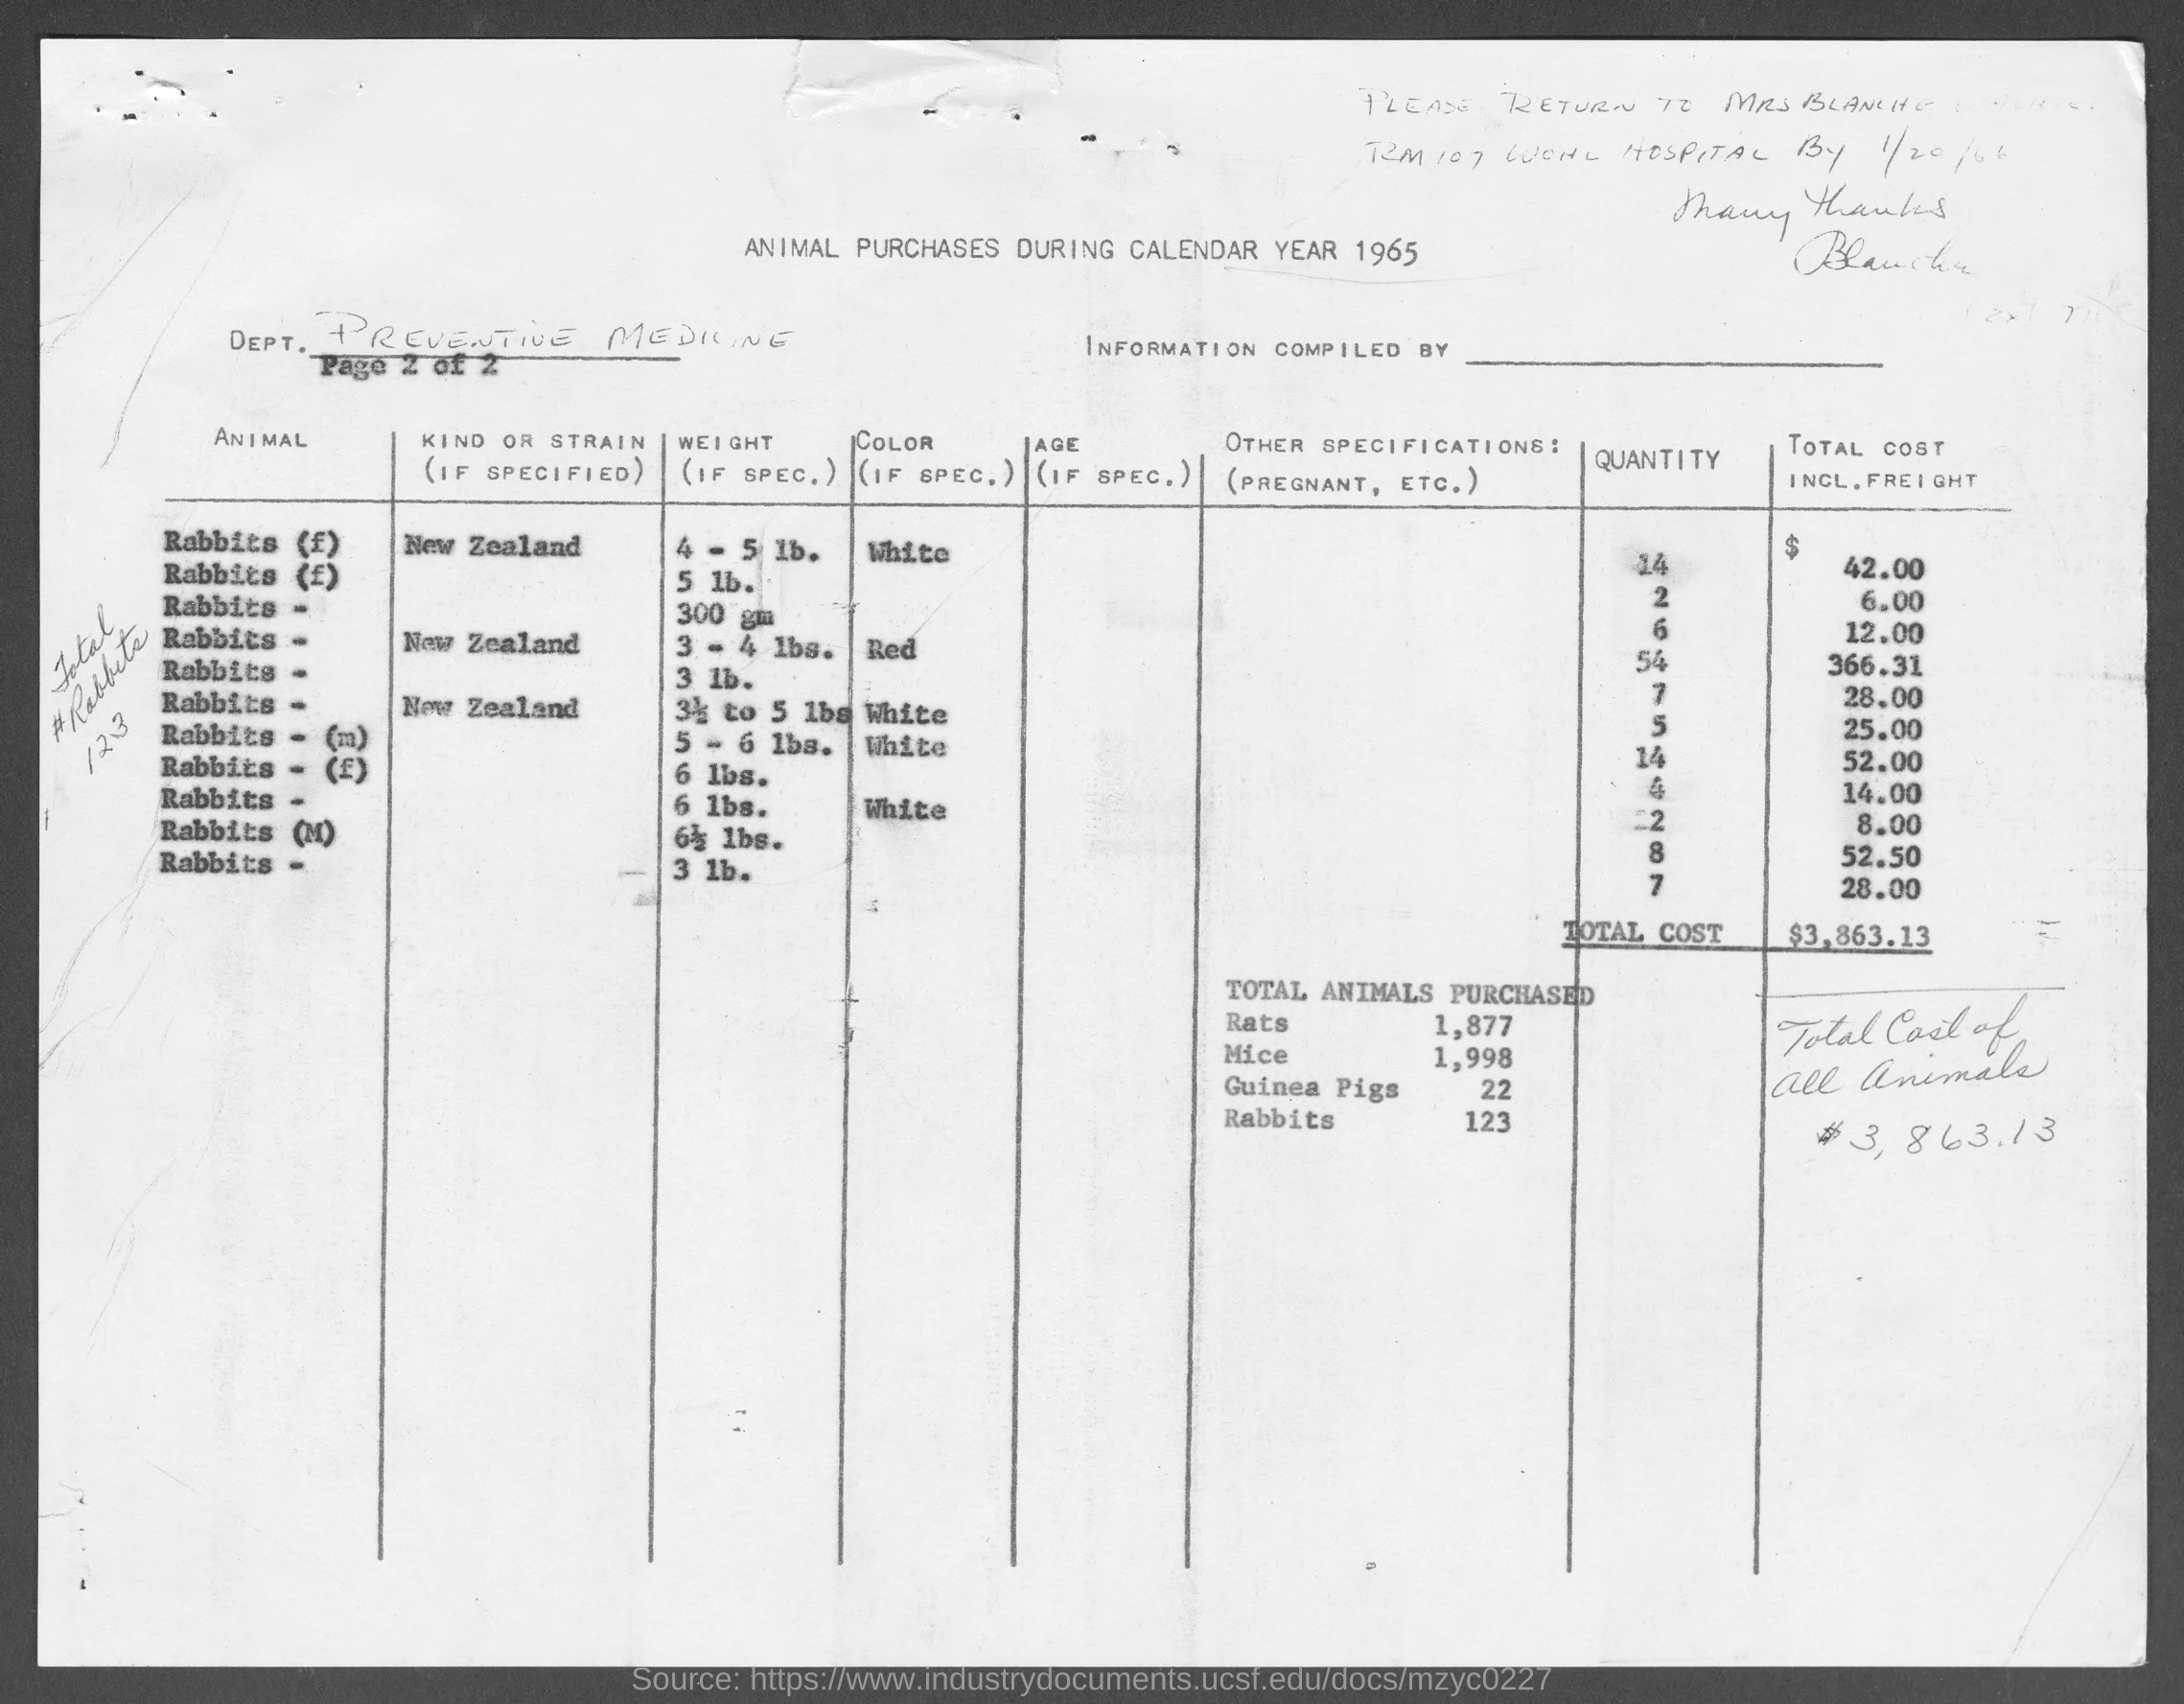 PLEASE RETURN TO MRS BLANCHE
RM 107 WOHL HOSPITAL BY 1/20/66
Many thanks
Blanche
ANIMAL PURCHASES DURING CALENDAR YEAR 1965
DEPT. PREVENTIVE MEDICINE
Page 2 of 2
INFORMATION COMPILED BY
ANIMAL KIND OR STRAIN (IF SPECIFIED) WEIGHT (IF SPEC.) COLOR (IF SPEC.) AGE (IF SPEC.) OTHER SPECIFICATIONS: (PREGNANT, ETC.) QUANTITY TOTAL COST INCL. FREIGHT
Rabbits (f) New Zealand 4 - 5 lb. White 14 $ 42.00
Rabbits (f) 5 lb. 2 6.00
Rabbits - 300 gm 6 12.00
Rabbits - New Zealand 3 - 4 lbs. Red 54 366.31
Rabbits - 3 lb. 7 28.00
Rabbits - New Zealand 3½ to 5 lbs White 5 25.00
Rabbits - (m) 5 - 6 lbs. White 14 52.00
Rabbits - (f) 6 lbs. 4 14.00
Rabbits - 6 lbs. White 2 8.00
Rabbits (M) 6½ lbs. 8 52.50
Rabbits - 3 lb. 7 28.00
Total
# Rabbits
123
TOTAL COST $3,863.13
TOTAL ANIMALS PURCHASED
Rats 1,877
Mice 1,998
Guinea Pigs 22
Rabbits 123
Total Cost of
all Animals
$3,863.13
Source: https://www.industrydocuments.ucsf.edu/docs/mzyc0227